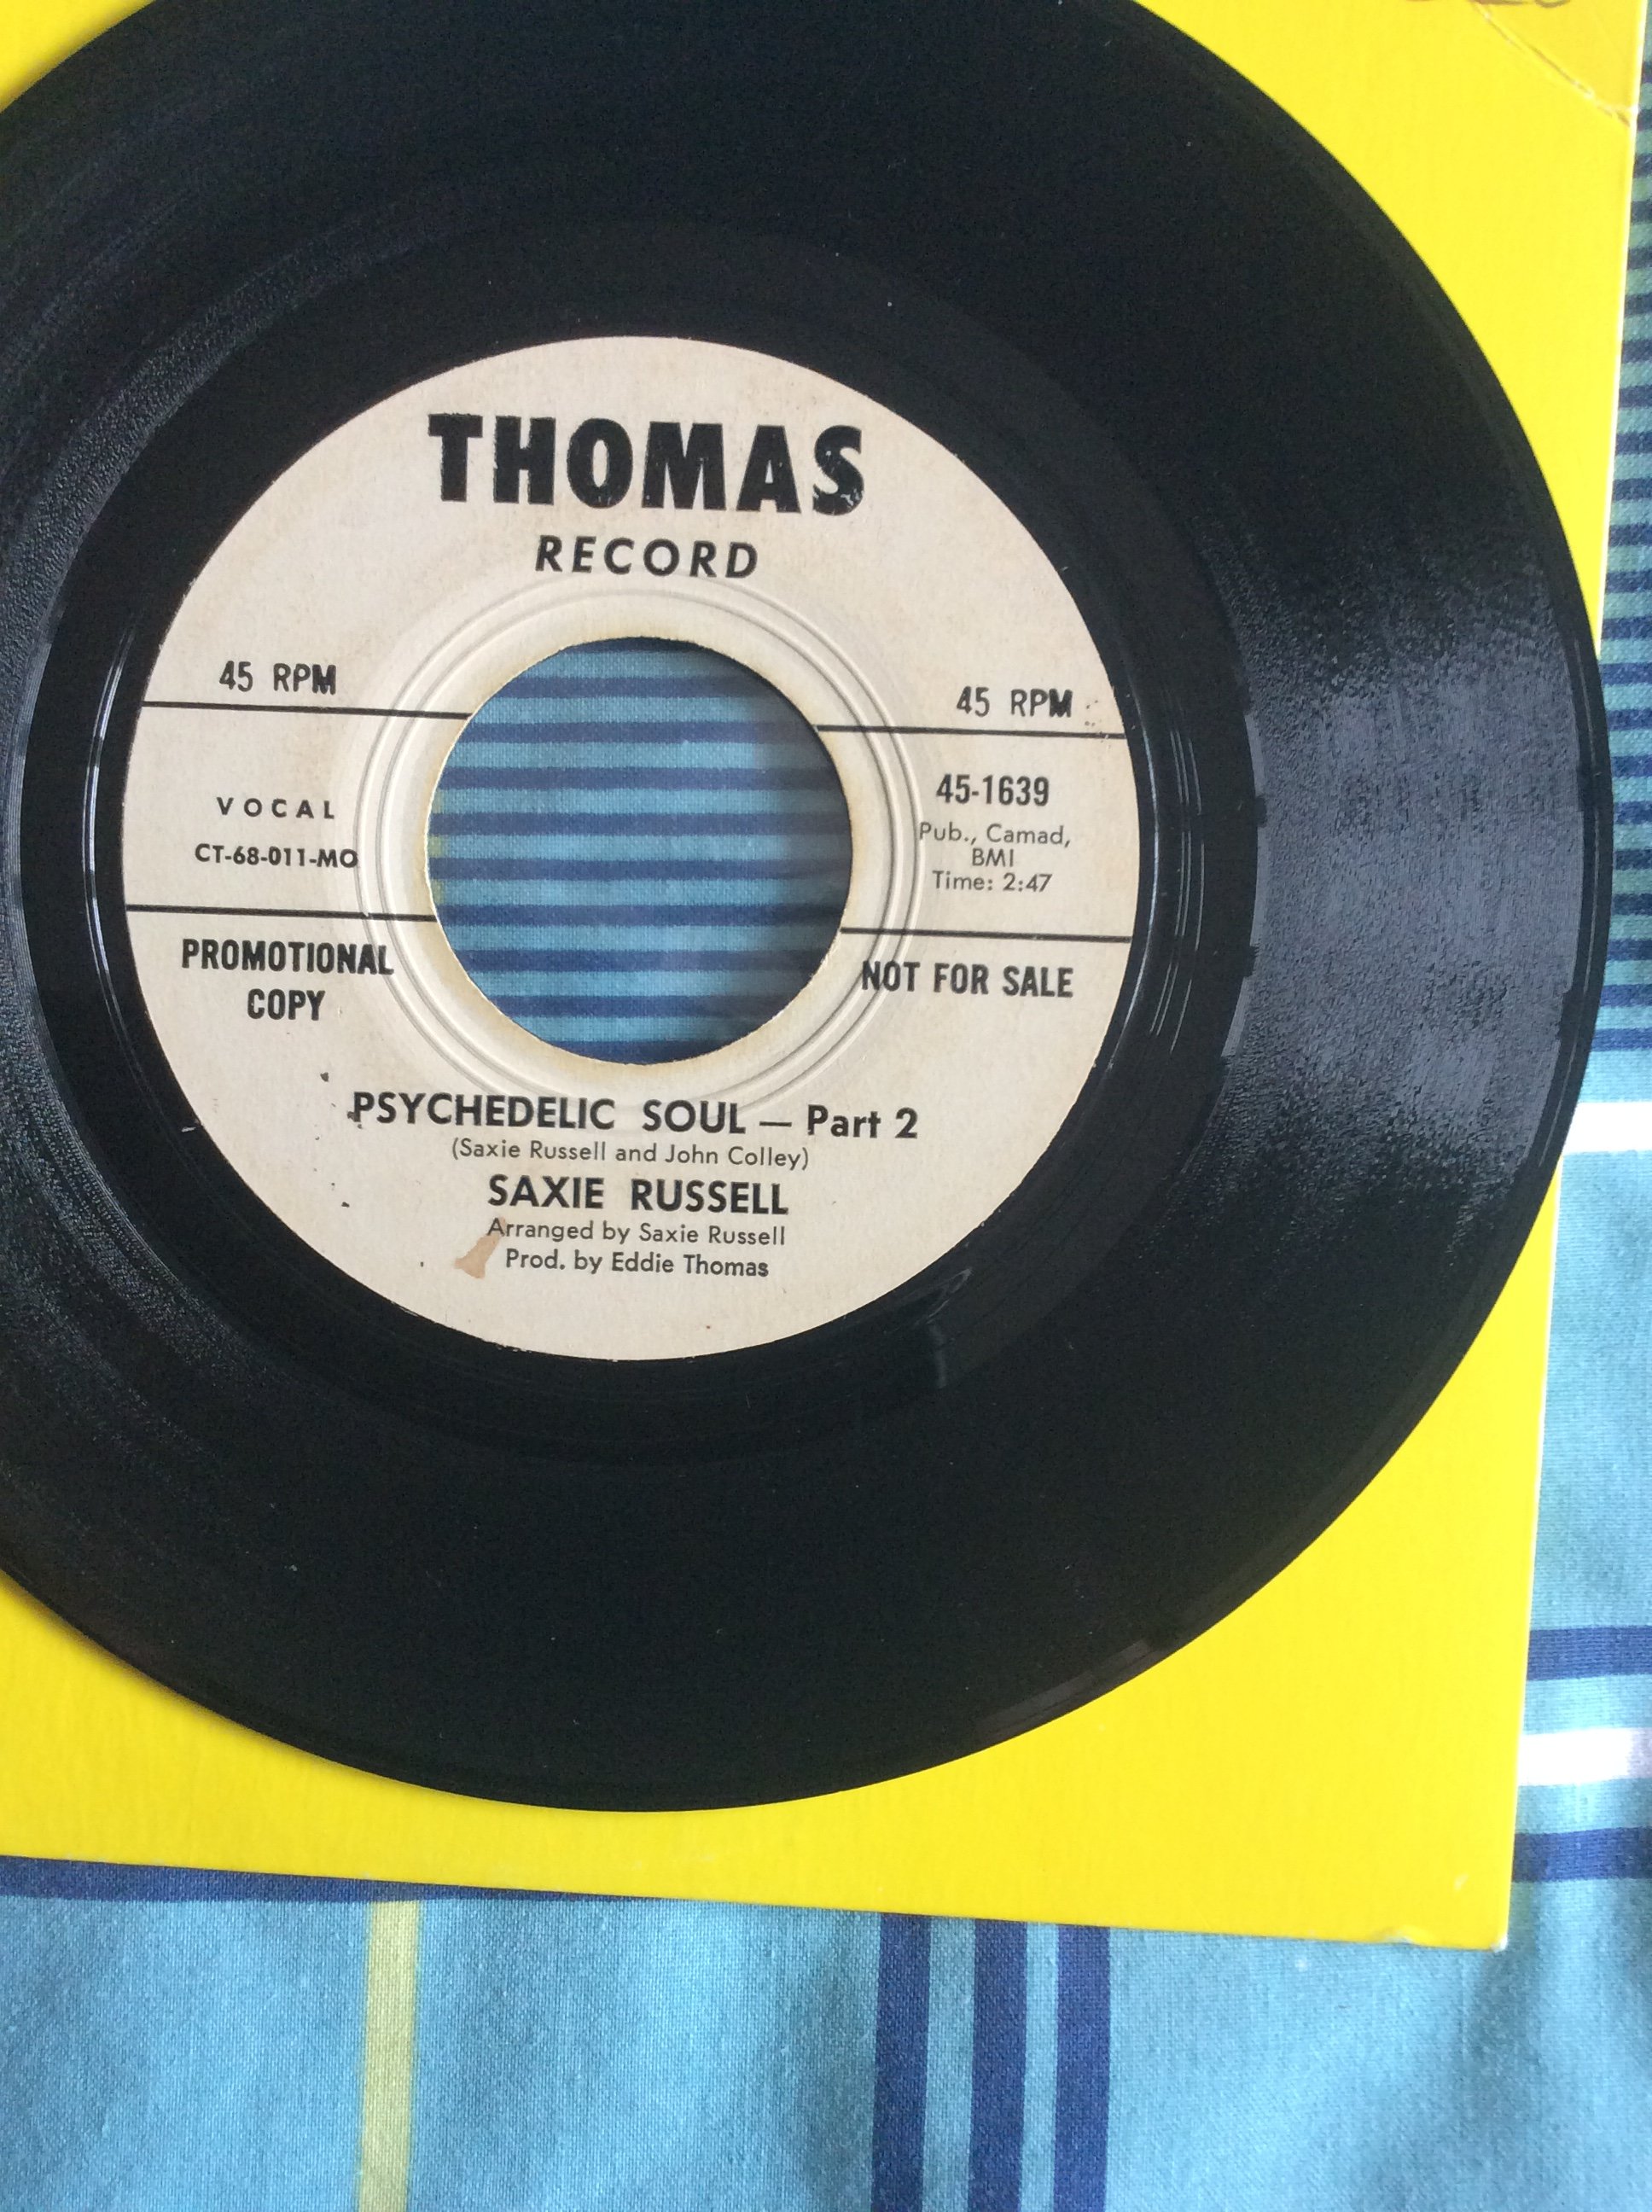 THOMAS
RECORD
45 RPM
45 RPM
VOCAL
CT-68-011-MO
45-1639
Pub., Camad,
BMI
Time: 2:47
PROMOTIONAL
COPY
NOT FOR SALE
PSYCHEDELIC SOUL — Part 2
(Saxie Russell and John Colley)
SAXIE RUSSELL
Arranged by Saxie Russell
Prod. by Eddie Thomas